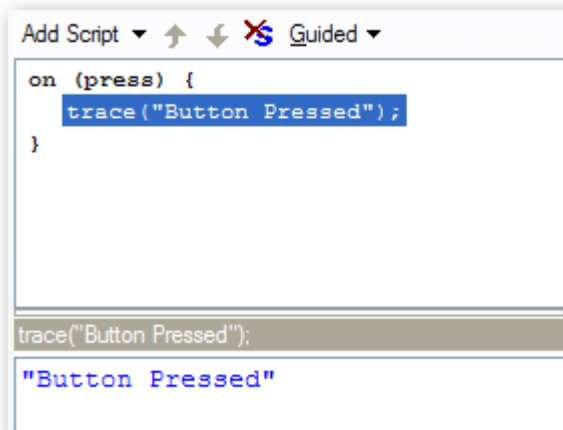 Add Script Guided
on (press) {
trace("Button Pressed");
}
trace("Button Pressed");
"Button Pressed"